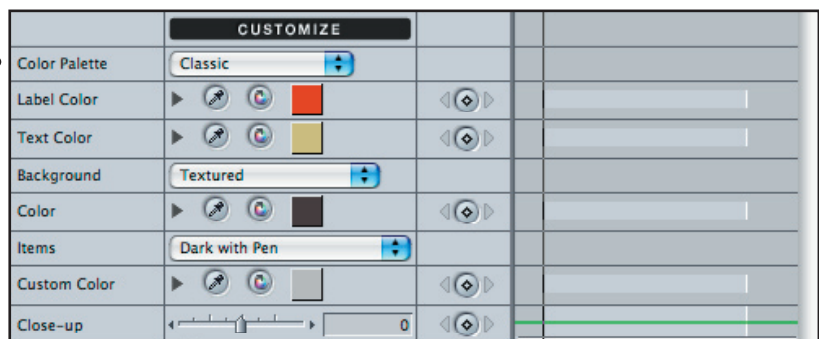 CUSTOMIZE
Color Palette Classic
Label Color
Text Color
Background Textured
Color
Items Dark with Pen
Custom Color
Close-up 0